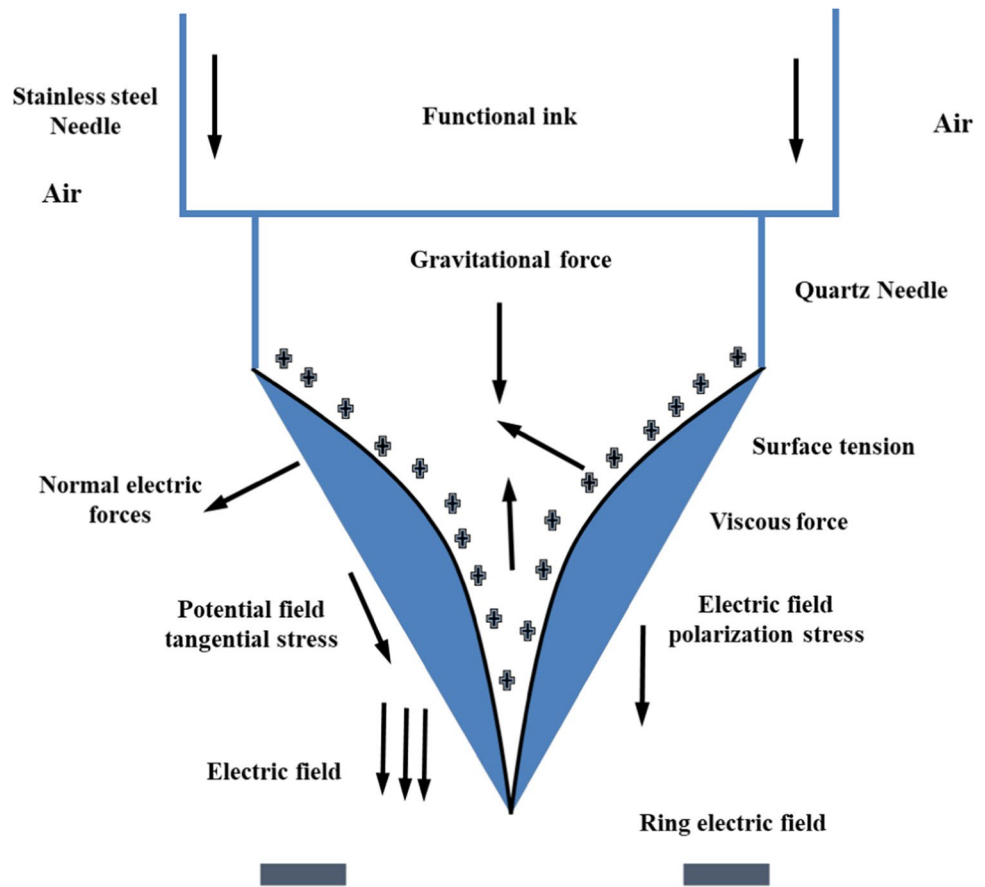 Stainless steel
Needle
Functional ink
Air
Air
Gravitational force
Quartz Needle
Surface tension
Normal electric
forces
Viscous force
Potential field
tangential stress
Electric field
polarization stress
Electric field
Ring electric field